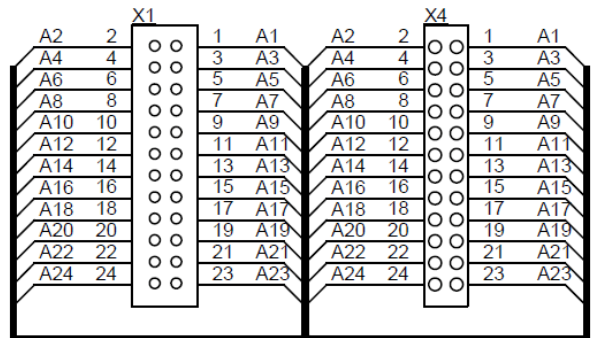 X1 X4
A2 2 1 A1 A2 2 1 A1
A4 4 3 A3 A4 4 3 A3
A6 6 5 A5 A6 6 5 A5
A8 8 7 A7 A8 8 7 A7
A10 10 9 A9 A10 10 9 A9
A12 12 11 A11 A12 12 11 A11
A14 14 13 A13 A14 14 13 A13
A16 16 15 A15 A16 16 15 A15
A18 18 17 A17 A18 18 17 A17
A20 20 19 A19 A20 20 19 A19
A22 22 21 A21 A22 22 21 A21
A24 24 23 A23 A24 24 23 A23